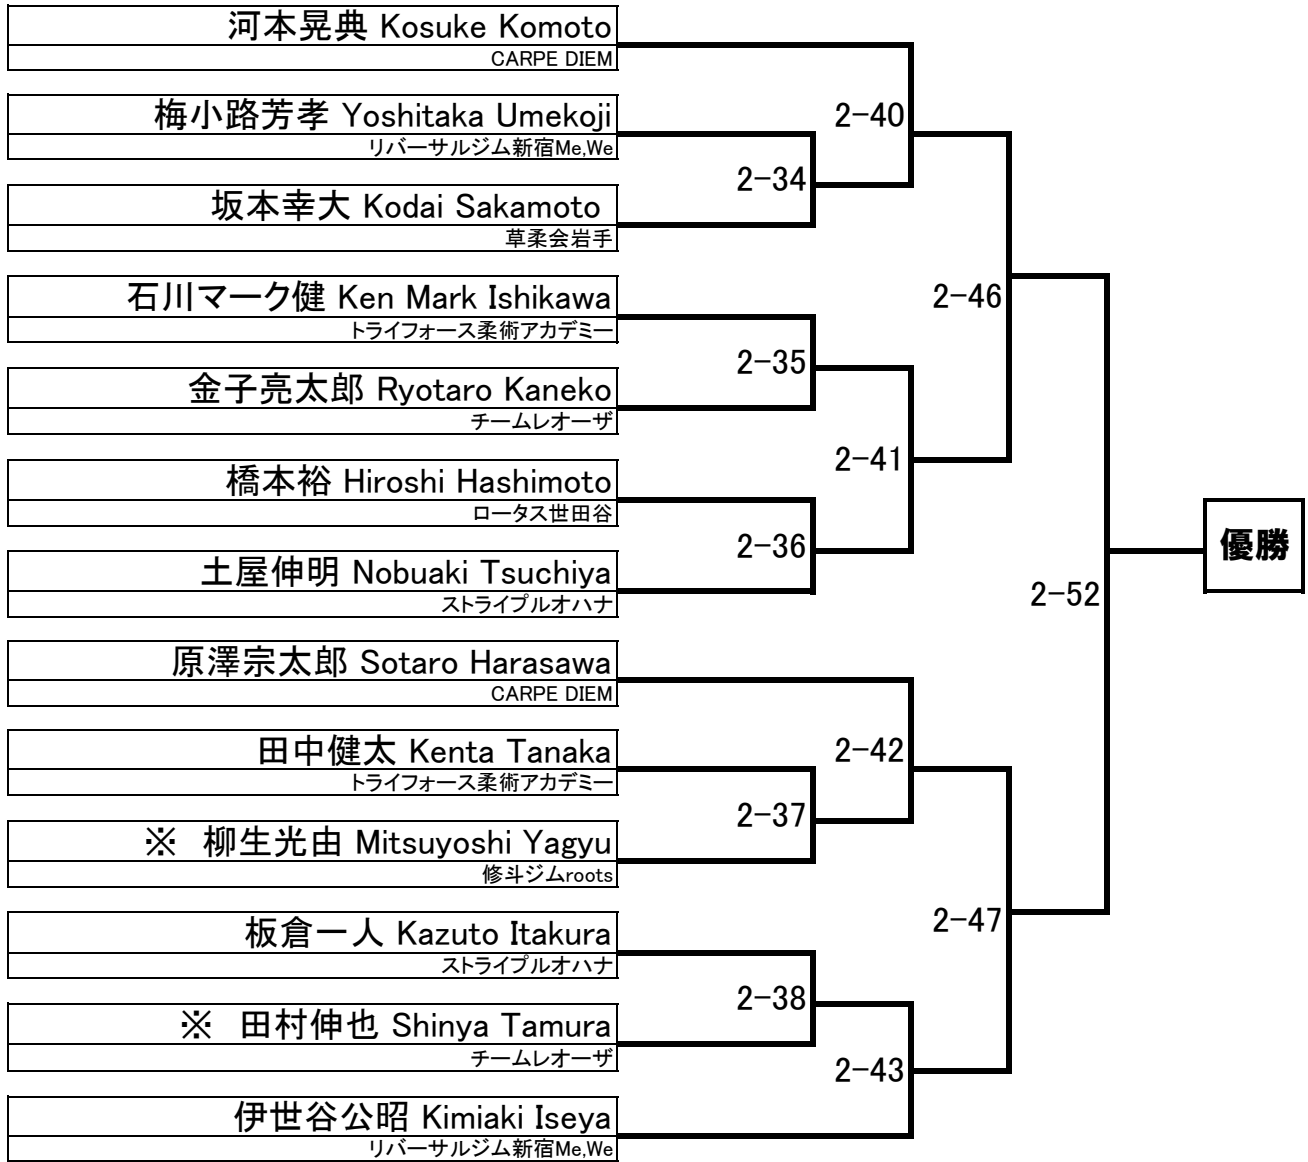 河本晃典 Kosuke Komoto
CARPE DIEM
梅小路芳孝 Yoshitaka Umekoji
リバーサルジム新宿Me,We
坂本幸大 Kodai Sakamoto
草柔会岩手
石川マーク健 Ken Mark Ishikawa
トライフォース柔術アカデミー
金子亮太郎 Ryotaro Kaneko
チームレオーザ
橋本裕 Hiroshi Hashimoto
ロータス世田谷
土屋伸明 Nobuaki Tsuchiya
ストライプルオハナ
原澤宗太郎 Sotaro Harasawa
CARPE DIEM
田中健太 Kenta Tanaka
トライフォース柔術アカデミー
※ 柳生光由 Mitsuyoshi Yagyu
修斗ジムroots
板倉一人 Kazuto Itakura
ストライプルオハナ
※ 田村伸也 Shinya Tamura
チームレオーザ
伊世谷公昭 Kimiaki Iseya
リバーサルジム新宿Me,We
2-34
2-35
2-36
2-37
2-38
2-40
2-41
2-42
2-43
2-46
2-47
2-52
優勝